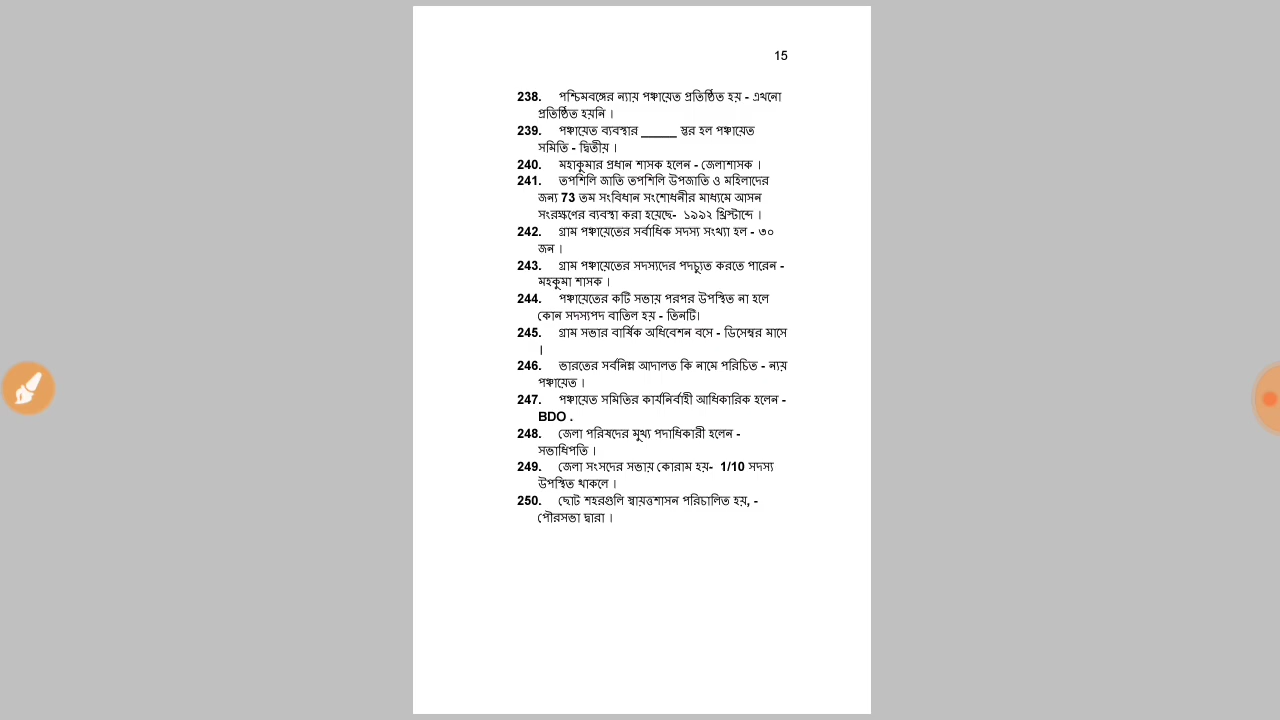 15
238. পশ্চিমবঙ্গের ন্যায় পঞ্চায়েত প্রতিষ্ঠিত হয় - এখনো
প্রতিষ্ঠিত হয়নি ।
239. পঞ্চায়েত ব্যবস্থার _____ স্তর হল পঞ্চায়েত
সমিতি - দ্বিতীয় ।
240. মহাকুমার প্রধান শাসক হলেন - জেলাশাসক ।
241. তপশিলি জাতি তপশিলি উপজাতি ও মহিলাদের
জন্য 73 তম সংবিধান সংশোধনীর মাধ্যমে আসন
সংরক্ষণের ব্যবস্থা করা হয়েছে- ১৯৯২ খ্রিস্টাব্দে ।
242. গ্রাম পঞ্চায়েতের সর্বাধিক সদস্য সংখ্যা হল - ৩০
জন ।
243. গ্রাম পঞ্চায়েতের সদস্যদের পদচ্যুত করতে পারেন -
মহকুমা শাসক ।
244. পঞ্চায়েতের কটি সভায় পরপর উপস্থিত না হলে
কোন সদস্যপদ বাতিল হয় - তিনটি।
245. গ্রাম সভার বার্ষিক অধিবেশন বসে - ডিসেম্বর মাসে
।
246. ভারতের সর্বনিম্ন আদালত কি নামে পরিচিত - ন্যয়
পঞ্চায়েত ।
247. পঞ্চায়েত সমিতির কার্যনির্বাহী আধিকারিক হলেন -
BDO .
248. জেলা পরিষদের মুখ্য পদাধিকারী হলেন -
সভাধিপতি ।
249. জেলা সংসদের সভায় কোরাম হয়- 1/10 সদস্য
উপস্থিত থাকলে ।
250. ছোট শহরগুলি স্বায়ত্তশাসন পরিচালিত হয়, -
পৌরসভা দ্বারা ।